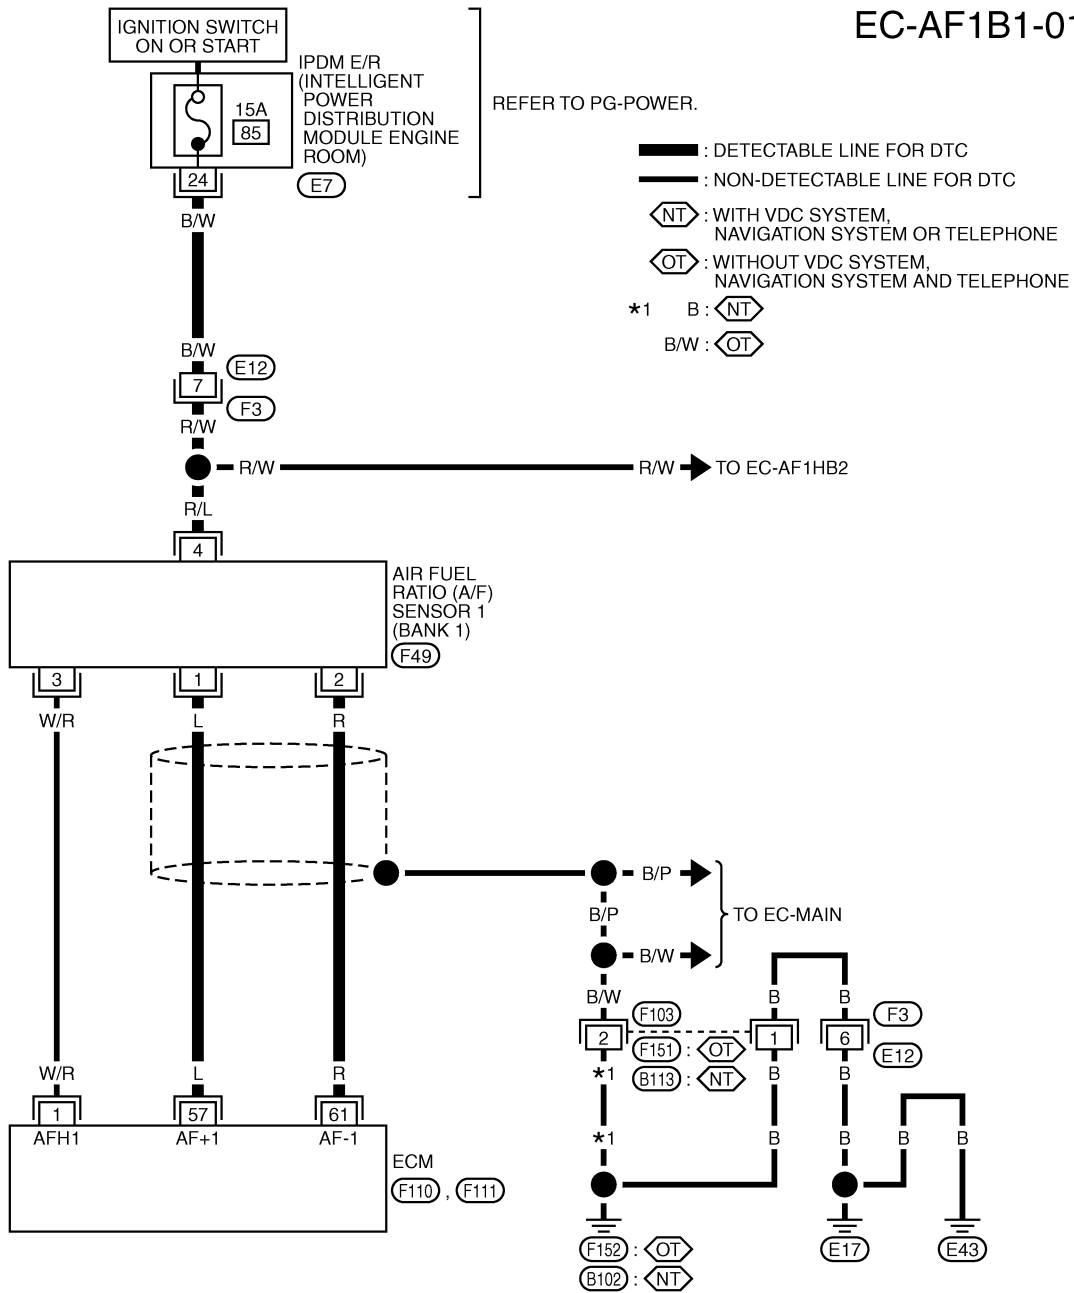 EC-AF1B1-01
IGNITION SWITCH
ON OR START
IPDM E/R
(INTELLIGENT
POWER
DISTRIBUTION
MODULE ENGINE
ROOM)
E7
15A
85
24
REFER TO PG-POWER.
: DETECTABLE LINE FOR DTC
: NON-DETECTABLE LINE FOR DTC
NT : WITH VDC SYSTEM,
NAVIGATION SYSTEM OR TELEPHONE
OT : WITHOUT VDC SYSTEM,
NAVIGATION SYSTEM AND TELEPHONE
*1 B : NT
B/W : OT
B/W
B/W
E12
7
F3
R/W
R/W R/W TO EC-AF1HB2
R/L
4
AIR FUEL
RATIO (A/F)
SENSOR 1
(BANK 1)
F49
3 1 2
W/R L R
B/P
B/P
TO EC-MAIN
B/W
B/W B B
F103 F3
2 1 6
F151 : OT E12
B113 : NT
*1 B B
W/R L R
1 57 61
AFH1 AF+1 AF-1
*1 B B B B
ECM
F110 , F111
F152 : OT E17 E43
B102 : NT